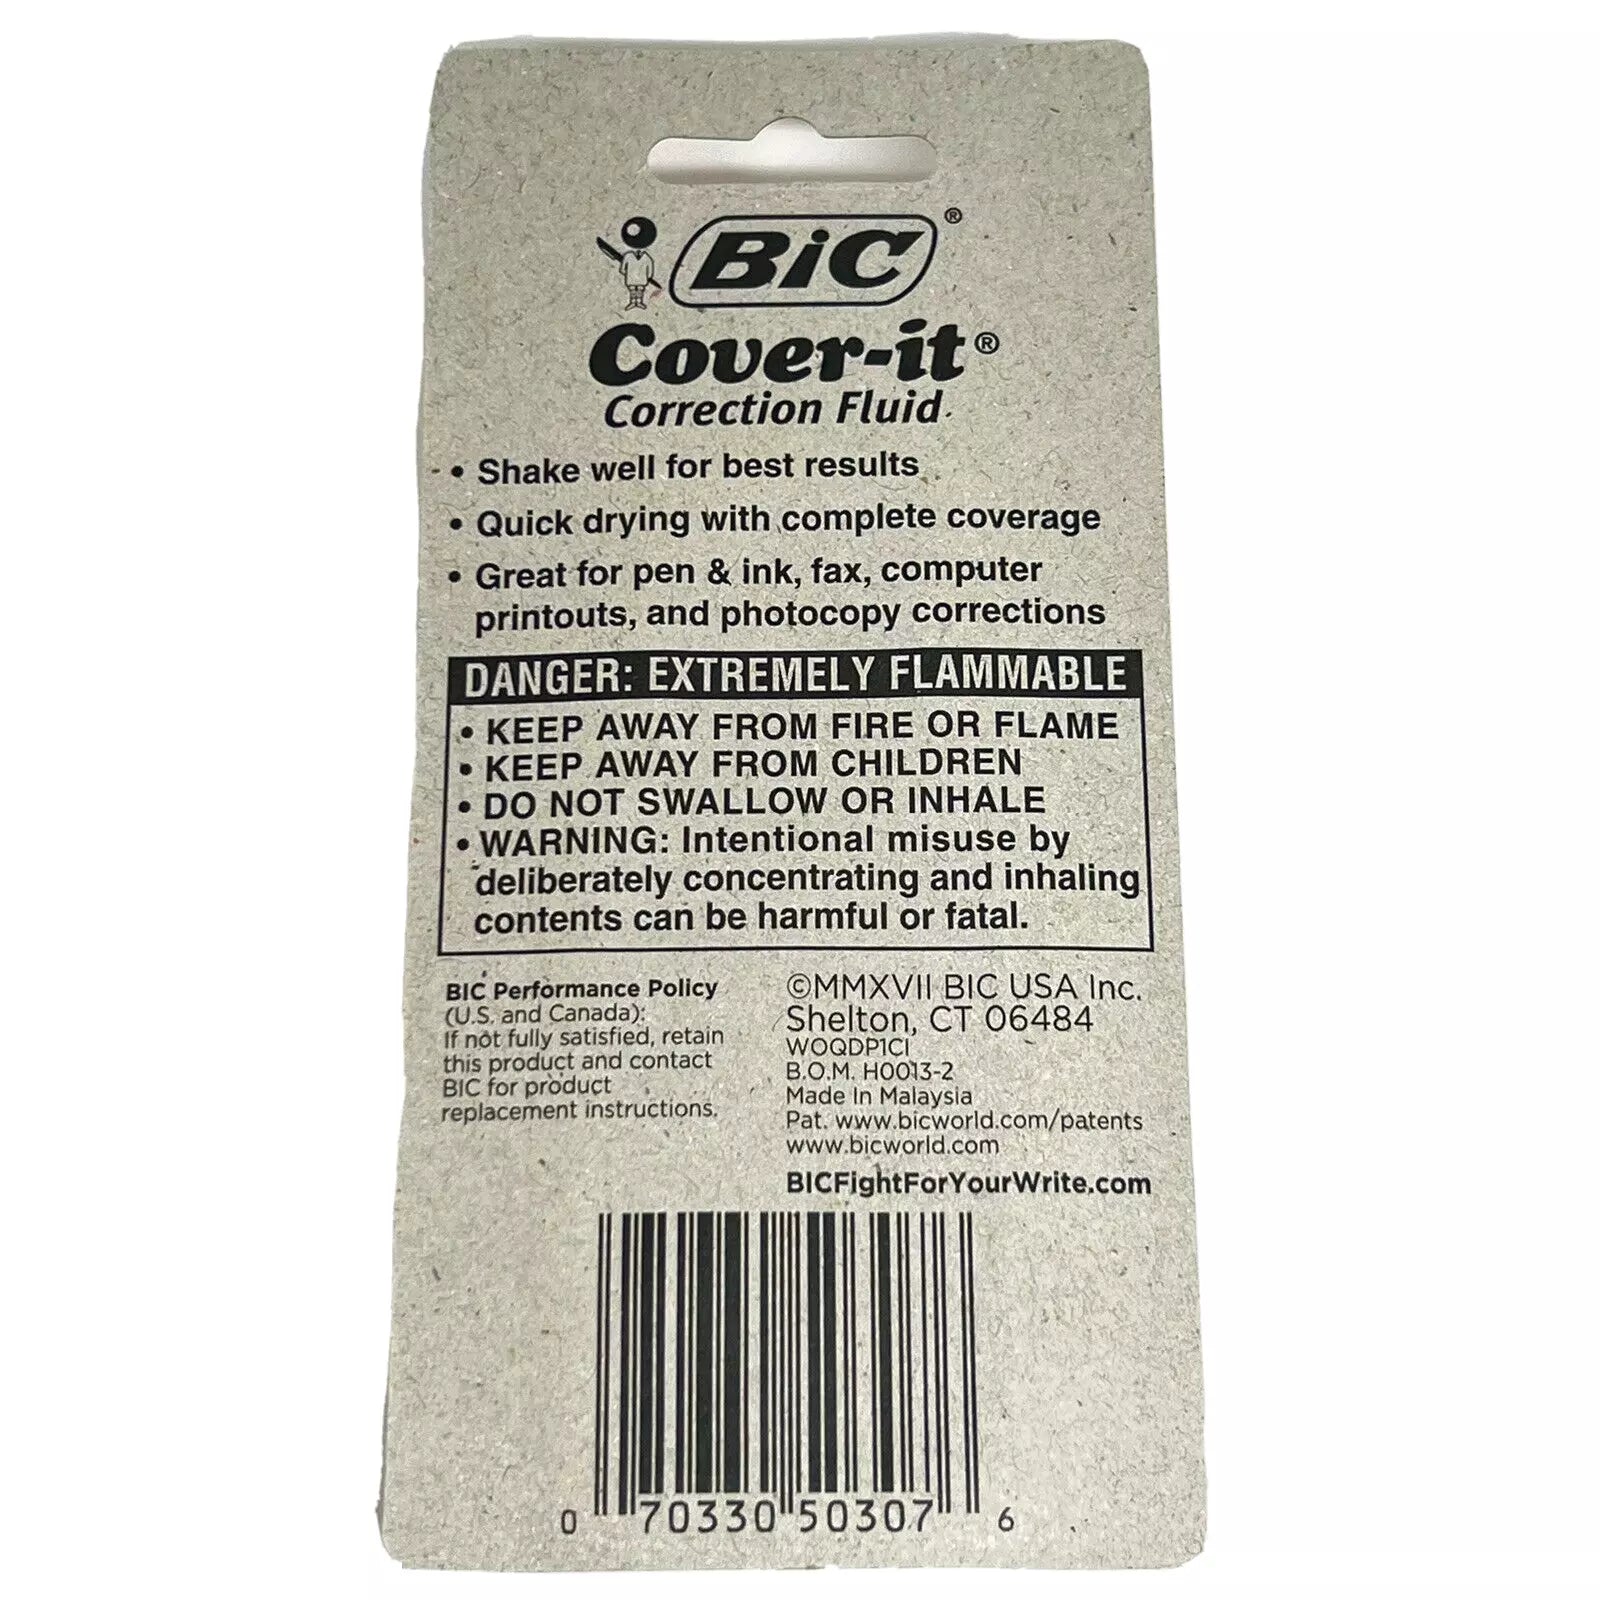 BiC®
Cover-it®
Correction Fluid
• Shake well for best results
• Quick drying with complete coverage
• Great for pen & ink, fax, computer
printouts, and photocopy corrections
DANGER: EXTREMELY FLAMMABLE
• KEEP AWAY FROM FIRE OR FLAME
• KEEP AWAY FROM CHILDREN
• DO NOT SWALLOW OR INHALE
• WARNING: Intentional misuse by
deliberately concentrating and inhaling
contents can be harmful or fatal.
BIC Performance Policy
(U.S. and Canada):
If not fully satisfied, retain
this product and contact
BIC for product
replacement instructions.
©MMXVII BIC USA Inc.
Shelton, CT 06484
WOQDP1CI
B.O.M. H0013-2
Made In Malaysia
Pat. www.bicworld.com/patents
www.bicworld.com
BICFightForYourWrite.com
0 70330 50307 6